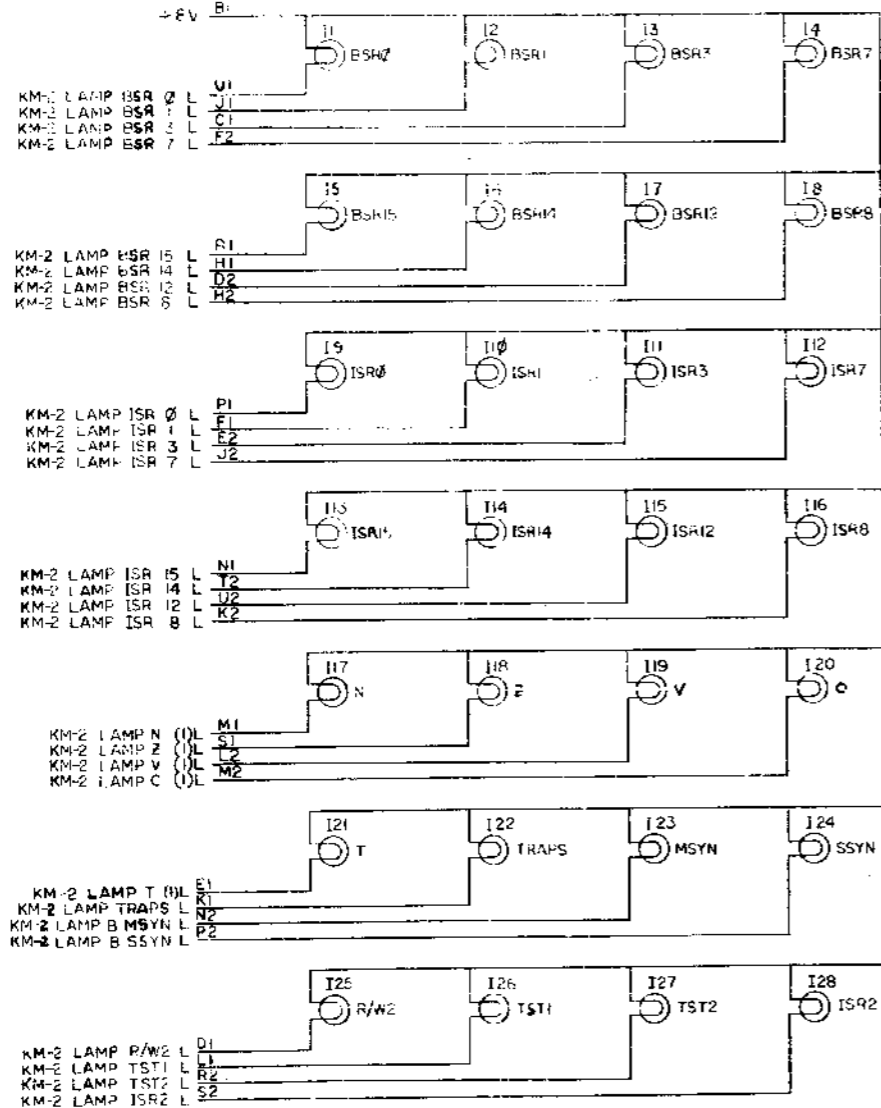 +8V B1
I1 I2 I3 I4
BSRØ BSR1 BSR3 BSR7
KM-2 LAMP BSR Ø L U1
KM-2 LAMP BSR 1 L J1
KM-2 LAMP BSR 3 L C1
KM-2 LAMP BSR 7 L F2
I5 I6 I7 I8
BSR15 BSR14 BSR12 BSR8
KM-2 LAMP BSR 15 L R1
KM-2 LAMP BSR 14 L H1
KM-2 LAMP BSR 12 L D2
KM-2 LAMP BSR 8 L H2
I9 I1Ø I11 I12
ISRØ ISR1 ISR3 ISR7
KM-2 LAMP ISR Ø L P1
KM-2 LAMP ISR 1 L F1
KM-2 LAMP ISR 3 L E2
KM-2 LAMP ISR 7 L J2
I13 I14 I15 I16
ISR15 ISR14 ISR12 ISR8
KM-2 LAMP ISR 15 L N1
KM-2 LAMP ISR 14 L T2
KM-2 LAMP ISR 12 L U2
KM-2 LAMP ISR 8 L K2
I17 I18 I19 I20
N Z V C
KM-2 LAMP N (1)L M1
KM-2 LAMP Z (1)L S1
KM-2 LAMP V (1)L L2
KM-2 LAMP C (1)L M2
I21 I22 I23 I24
T TRAPS MSYN SSYN
KM-2 LAMP T (1)L E1
KM-2 LAMP TRAPS L K1
KM-2 LAMP B MSYN L N2
KM-2 LAMP B SSYN L P2
I25 I26 I27 I28
R/W2 TST1 TST2 ISR2
KM-2 LAMP R/W2 L D1
KM-2 LAMP TST1 L L1
KM-2 LAMP TST2 L R2
KM-2 LAMP ISR2 L S2